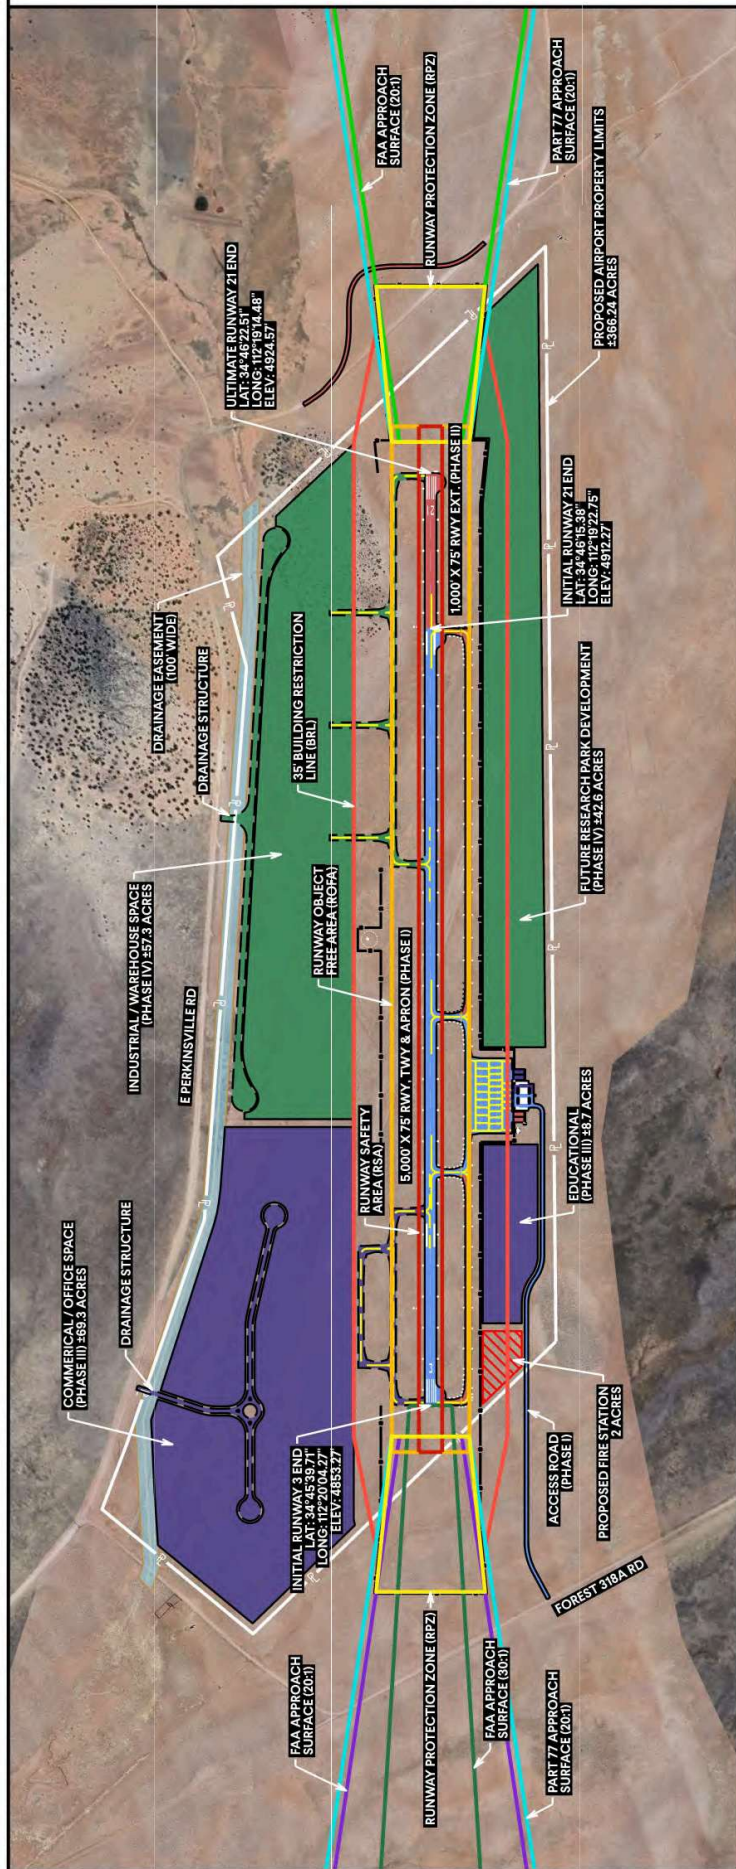 FAA APPROACH
SURFACE (20:1)
RUNWAY PROTECTION ZONE (RPZ)
PART 77 APPROACH
SURFACE (20:1)
PROPOSED AIRPORT PROPERTY LIMITS
±366.24 ACRES
ULTIMATE RUNWAY 21 END
LAT: 34°46'22.51"
LONG: 112°19'14.48"
ELEV: 4924.57'
1,000' X 75' RWY EXT. (PHASE II)
INITIAL RUNWAY 21 END
LAT: 34°46'15.38"
LONG: 112°19'22.75"
ELEV: 4912.27'
DRAINAGE EASEMENT
(100' WIDE)
DRAINAGE STRUCTURE
35' BUILDING RESTRICTION
LINE (BRL)
FUTURE RESEARCH PARK DEVELOPMENT
(PHASE IV) ±42.6 ACRES
INDUSTRIAL / WAREHOUSE SPACE
(PHASE IV) ±57.3 ACRES
RUNWAY OBJECT
FREE AREA (ROFA)
E PERKINSVILLE RD
5,000' X 75' RWY, TWY & APRON (PHASE I)
RUNWAY SAFETY
AREA (RSA)
EDUCATIONAL
(PHASE III) ±8.7 ACRES
COMMERICAL / OFFICE SPACE
(PHASE III) ±69.3 ACRES
DRAINAGE STRUCTURE
INITIAL RUNWAY 3 END
LAT: 34°45'39.71"
LONG: 112°20'04.27"
ELEV: 4853.27'
ACCESS ROAD
(PHASE I)
PROPOSED FIRE STATION
2 ACRES
FOREST 318A RD
FAA APPROACH
SURFACE (20:1)
RUNWAY PROTECTION ZONE (RPZ)
FAA APPROACH
SURFACE (30:1)
PART 77 APPROACH
SURFACE (20:1)